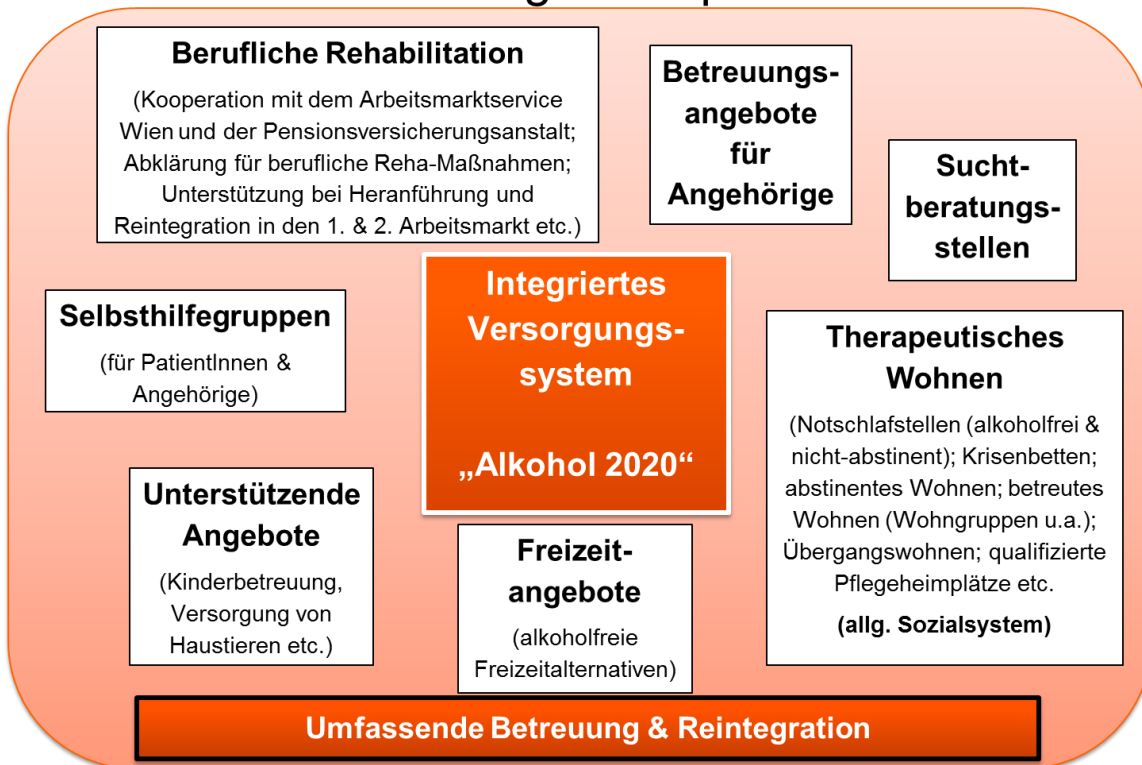 Berufliche Rehabilitation
(Kooperation mit dem Arbeitsmarktservice
Wien und der Pensionsversicherungsanstalt;
Abklärung für berufliche Reha-Maßnahmen;
Unterstützung bei Heranführung und
Reintegration in den 1. & 2. Arbeitsmarkt etc.)
Betreuungs-
angebote
für
Angehörige
Sucht-
beratungs-
stellen
Selbsthilfegruppen
(für PatientInnen &
Angehörige)
Integriertes
Versorgungs-
system
„Alkohol 2020“
Therapeutisches
Wohnen
(Notschlafstellen (alkoholfrei &
nicht-abstinent); Krisenbetten;
abstinentes Wohnen; betreutes
Wohnen (Wohngruppen u.a.);
Übergangswohnen; qualifizierte
Pflegeheimplätze etc.
(allg. Sozialsystem)
Unterstützende
Angebote
(Kinderbetreuung,
Versorgung von
Haustieren etc.)
Freizeit-
angebote
(alkoholfreie
Freizeitalternativen)
Umfassende Betreuung & Reintegration